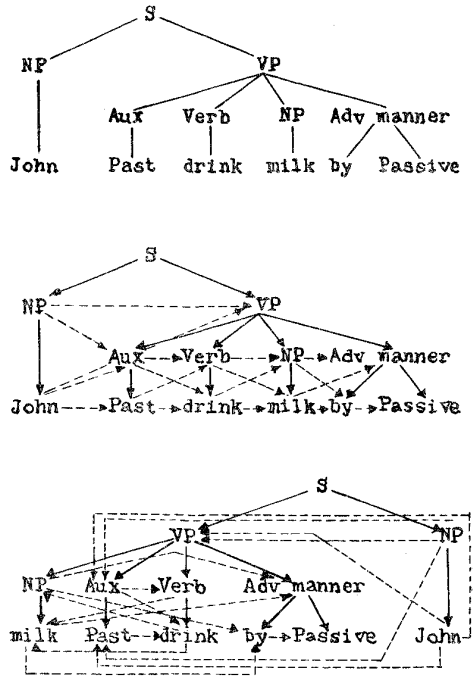 S
NP VP
Aux Verb NP Adv manner
John Past drink milk by Passive
S
NP VP
Aux Verb NP Adv manner
John Past drink milk by Passive
S
VP NP
NP Aux Verb Adv manner
milk Past drink by Passive John